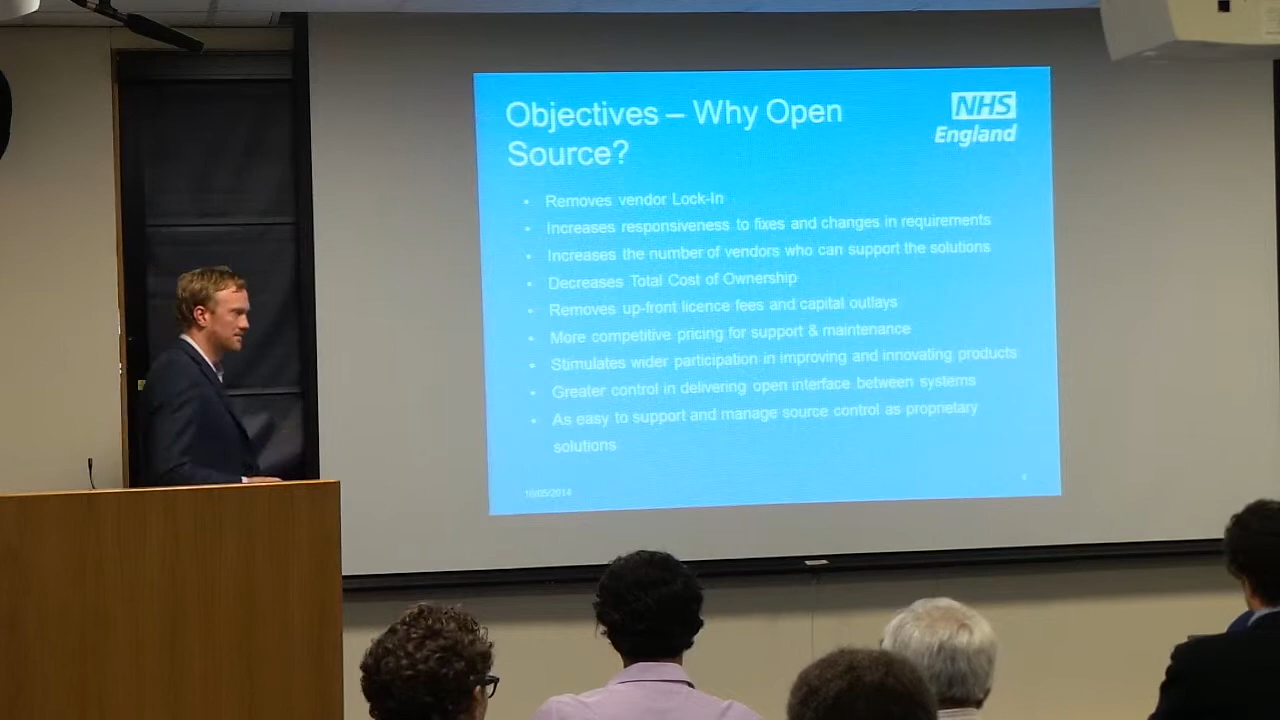 Objectives – Why Open
Source?
NHS
England
• Removes vendor Lock-In
• Increases responsiveness to fixes and changes in requirements
• Increases the number of vendors who can support the solutions
• Decreases Total Cost of Ownership
• Removes up-front licence fees and capital outlays
• More competitive pricing for support & maintenance
• Stimulates wider participation in improving and innovating products
• Greater control in delivering open interface between systems
• As easy to support and manage source control as proprietary
solutions